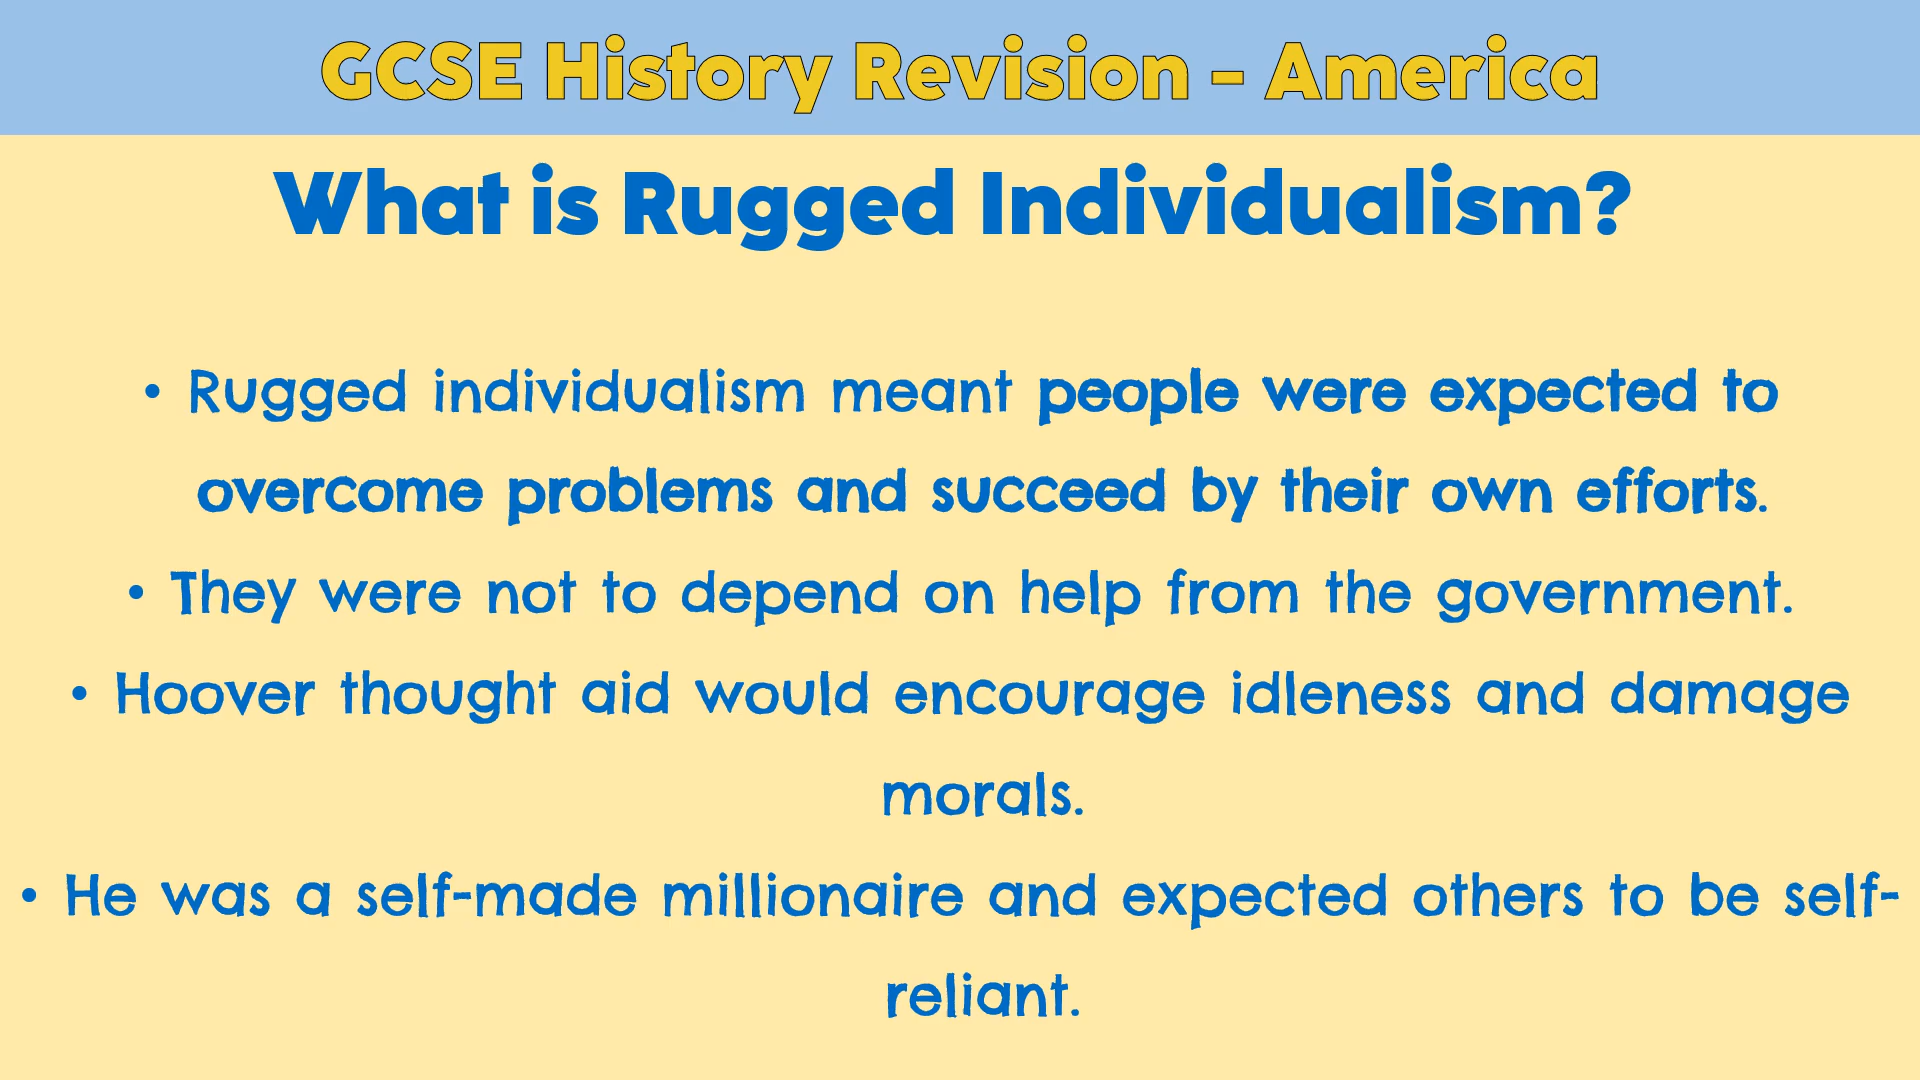 GCSE History Revision - America
What is Rugged Individualism?
• Rugged individualism meant people were expected to
overcome problems and succeed by their own efforts.
• They were not to depend on help from the government.
• Hoover thought aid would encourage idleness and damage
morals.
• He was a self-made millionaire and expected others to be self-
reliant.